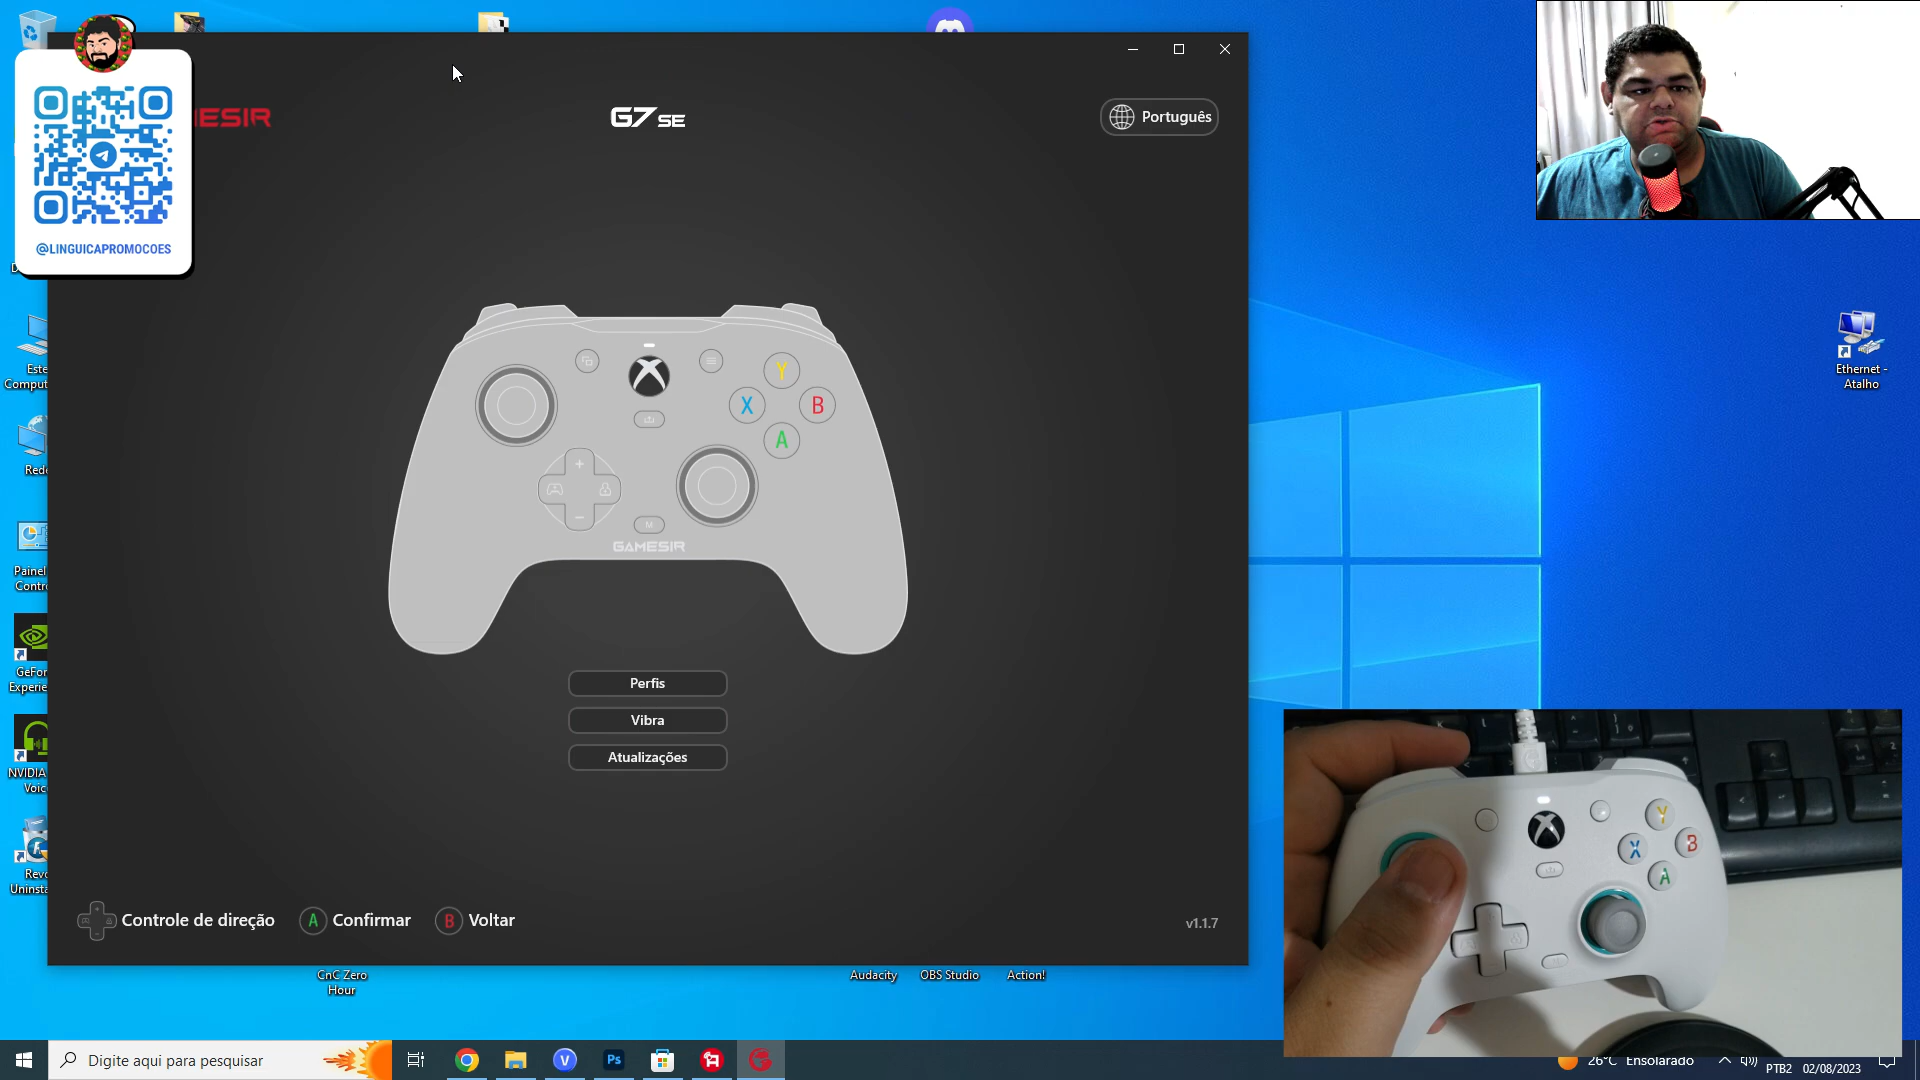 ESIR
G7 SE
Português
@LINGUICAPROMOCOES
Este
Comput
Rede
Painel
Contro
GeFor
Experie
NVIDIA
Voic
Revo
Uninsta
Ethernet -
Atalho
Y
X
B
A
M
GAMESIR
Perfis
Vibra
Atualizações
Controle de direção
A
Confirmar
B
Voltar
v1.1.7
CnC Zero
Hour
Audacity
OBS Studio
Action!
Y
X
B
A
Digite aqui para pesquisar
V
Ps
26°C
Ensolarado
PTB2
02/08/2023